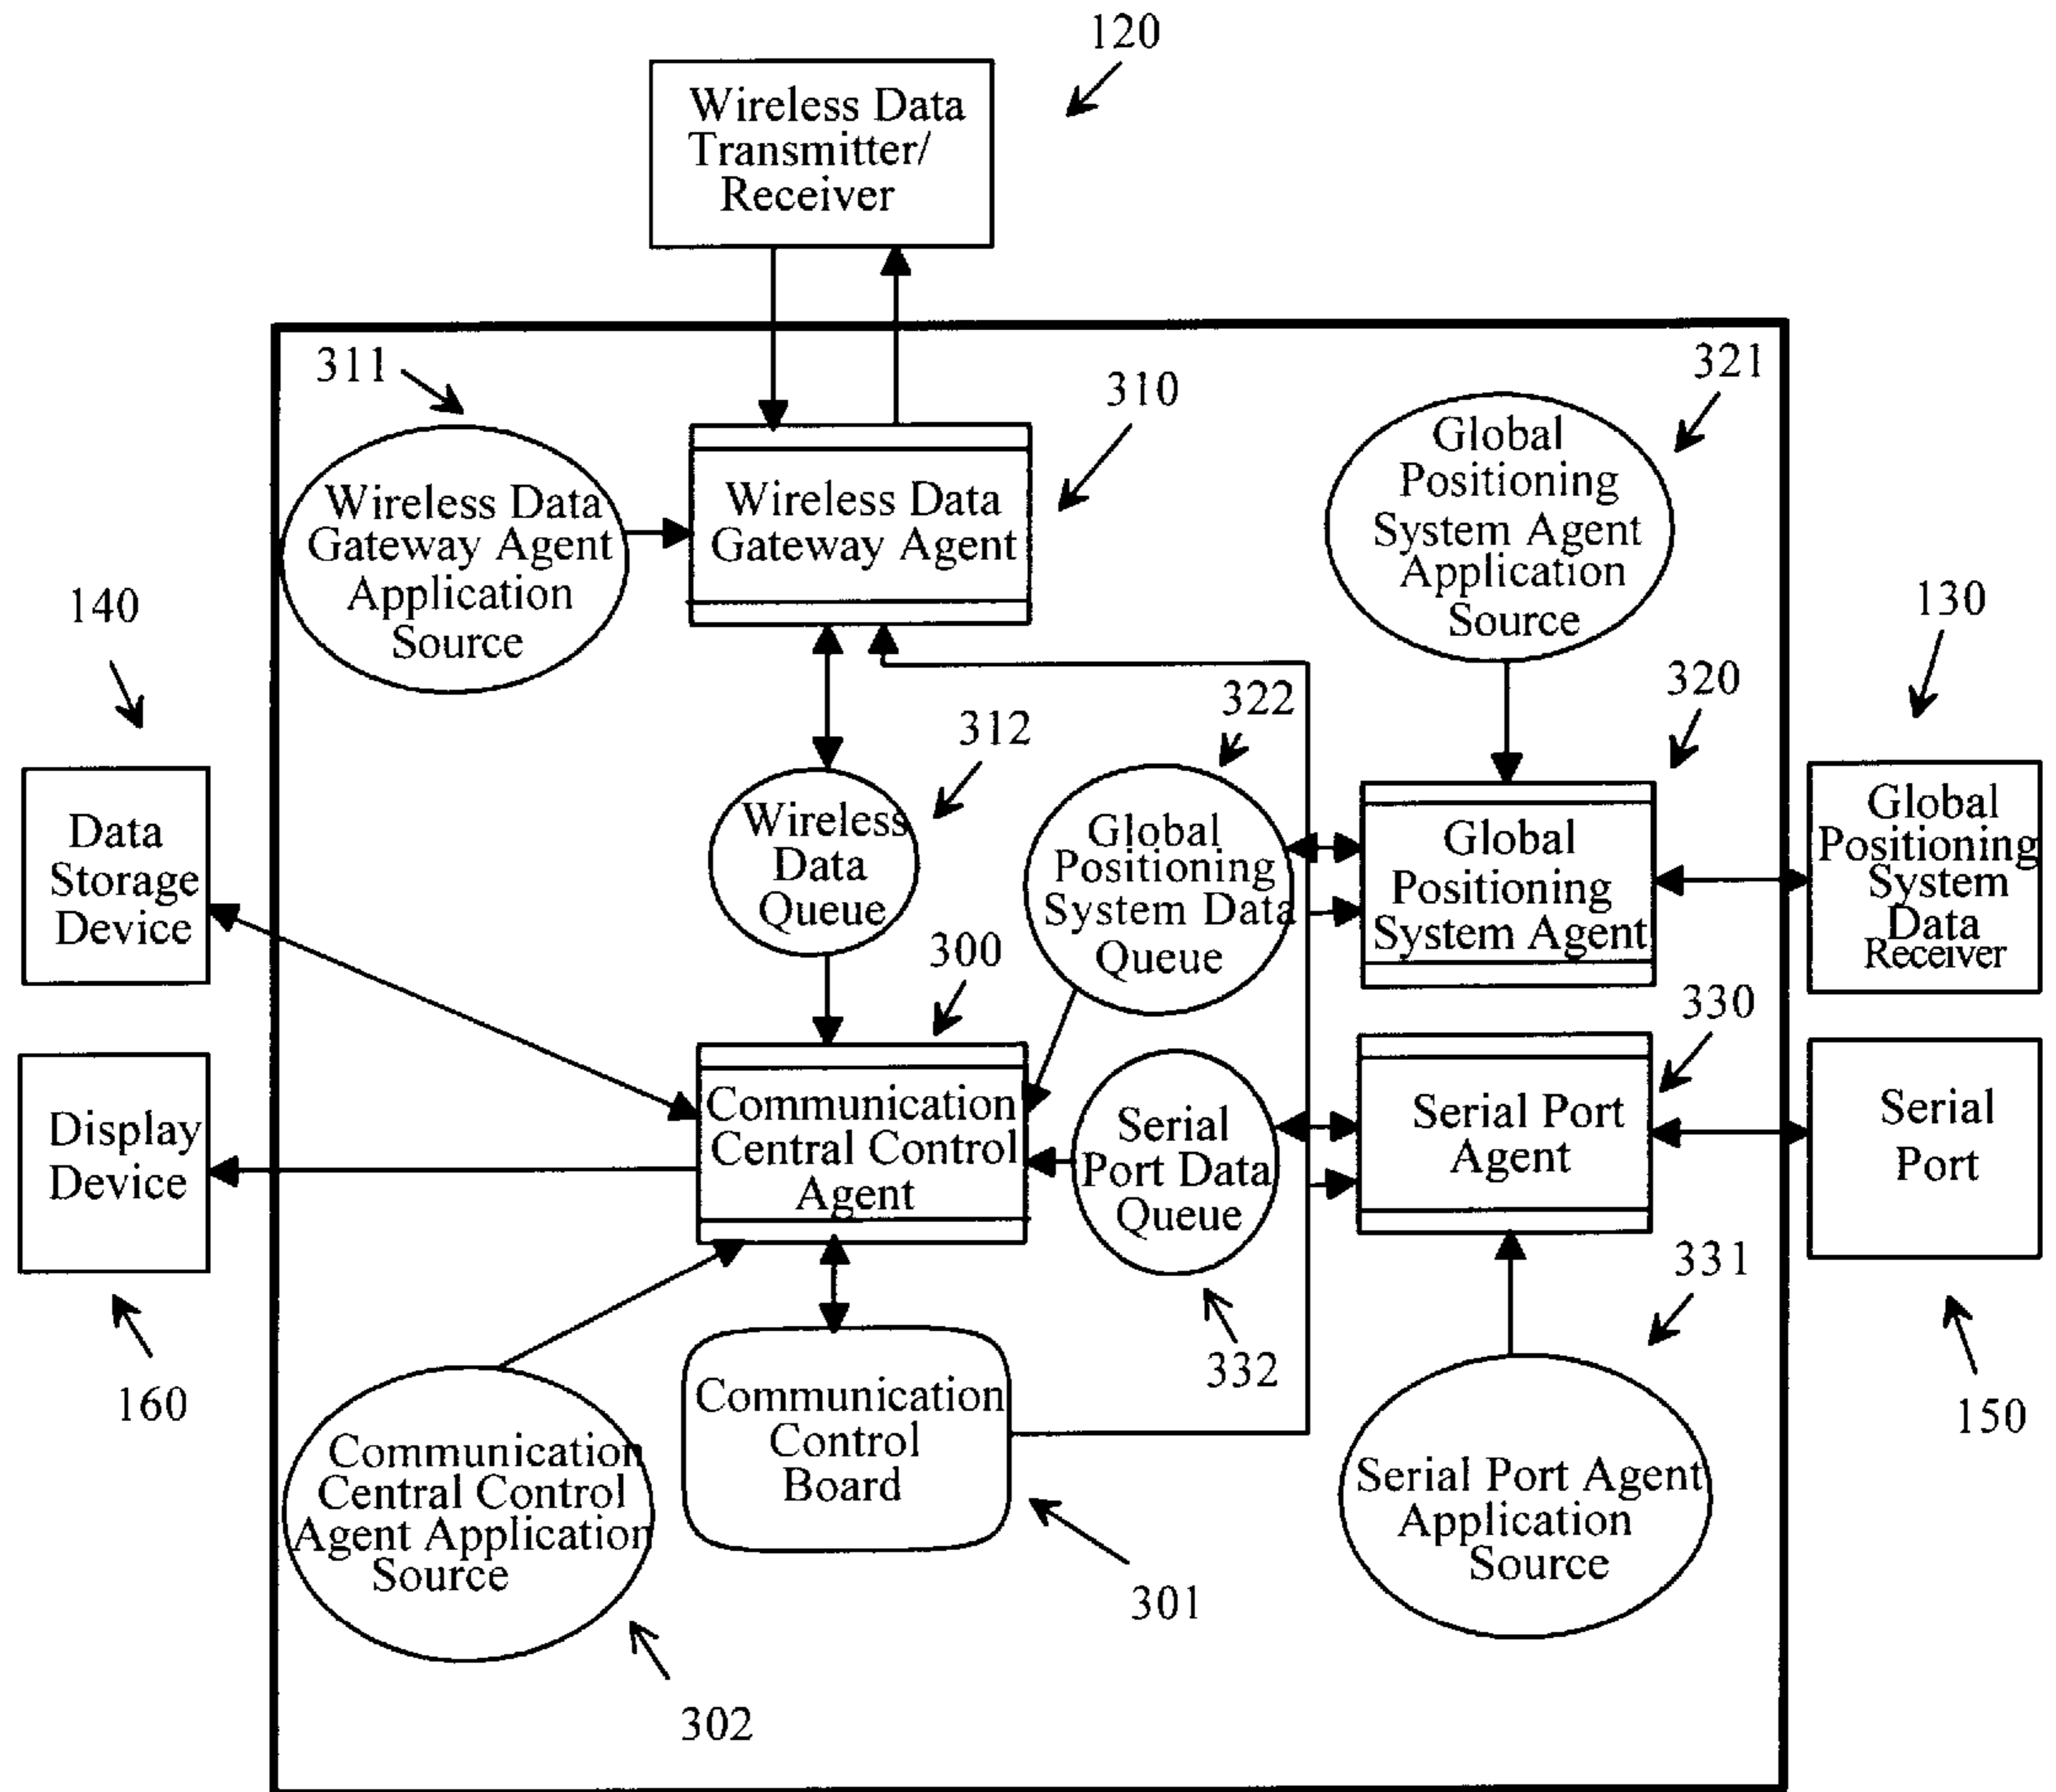 120
Wireless Data
Transmitter/
Receiver
311
310
321
Wireless Data
Gateway Agent
Application
Source
Wireless Data
Gateway Agent
Global
Positioning
System Agent
Application
Source
140
130
312
322
320
Data
Storage
Device
Wireless
Data
Queue
Global
Positioning
System Data
Queue
Global
Positioning
System Agent
Global
Positioning
System
Data
Receiver
300
330
Display
Device
Communication
Central Control
Agent
Serial
Port Data
Queue
Serial Port
Agent
Serial
Port
160
332
331
150
Communication
Central Control
Agent Application
Source
Communication
Control
Board
Serial Port Agent
Application
Source
301
302